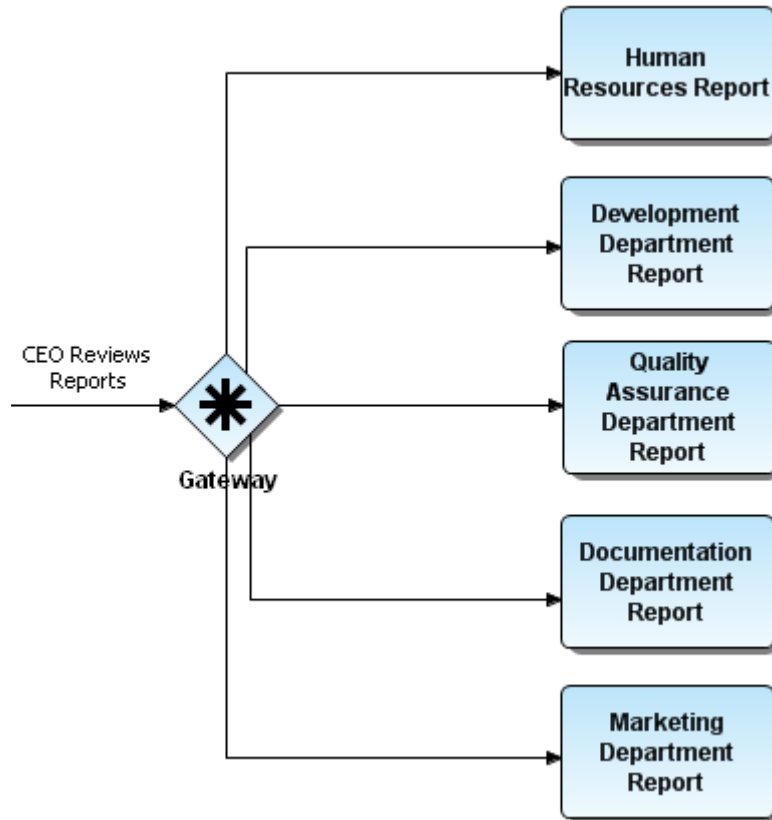 Human
Resources Report
Development
Department
Report
CEO Reviews
Reports
Quality
Assurance
Department
Report
Gateway
Documentation
Department
Report
Marketing
Department
Report